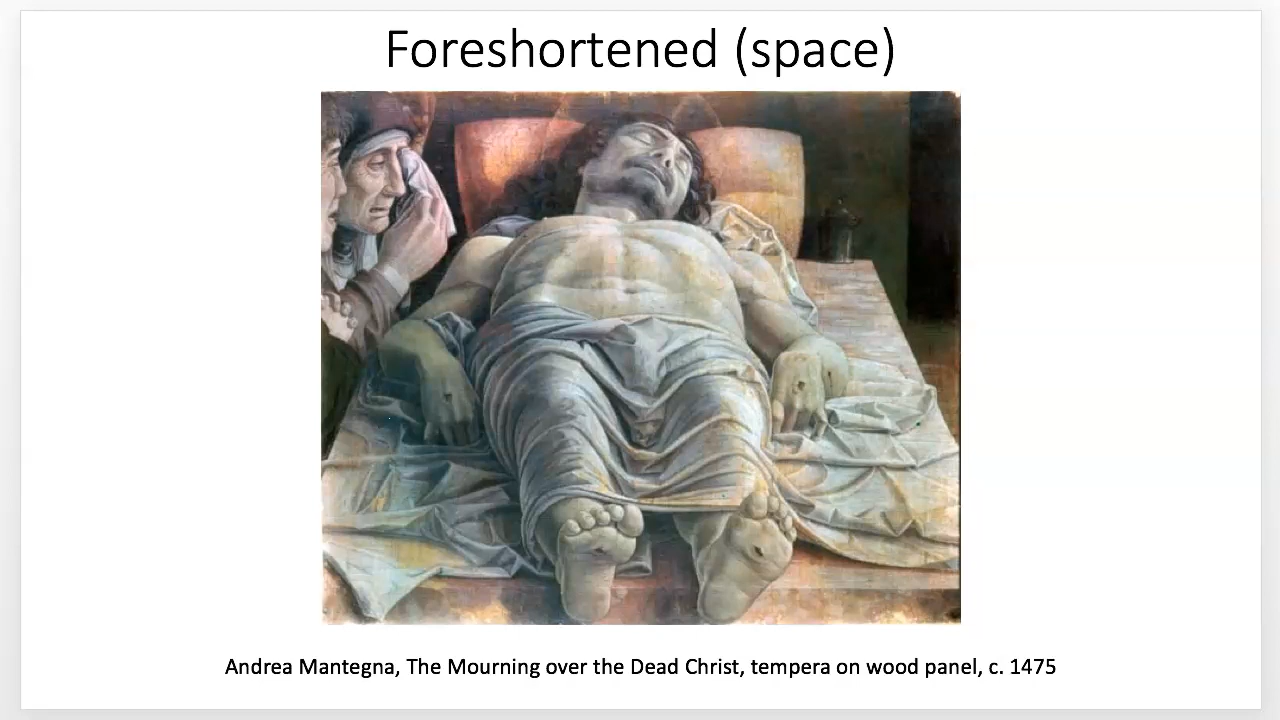 Foreshortened (space)
Andrea Mantegna, The Mourning over the Dead Christ, tempera on wood panel, c. 1475